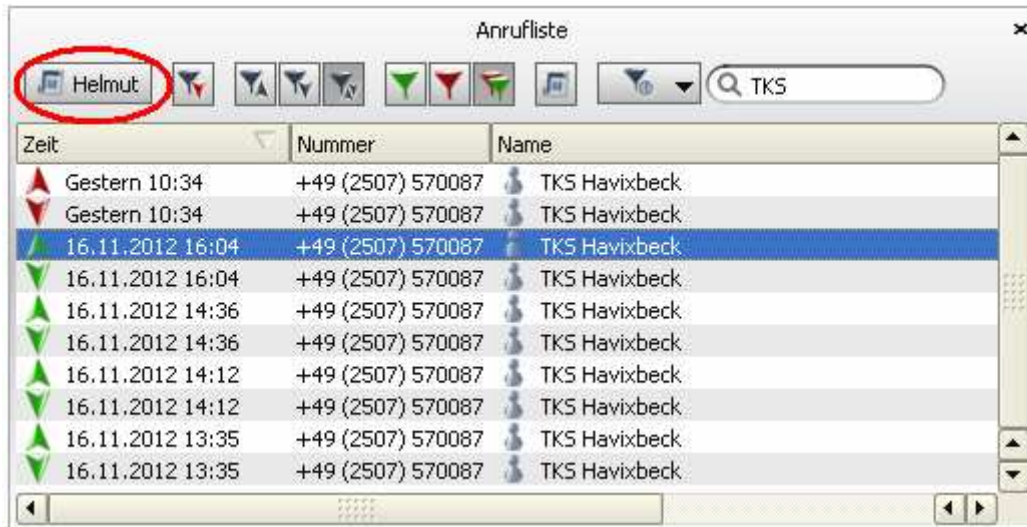 Anrufliste
Helmut TKS
Zeit Nummer Name
Gestern 10:34 +49 (2507) 570087 TKS Havixbeck
Gestern 10:34 +49 (2507) 570087 TKS Havixbeck
16.11.2012 16:04 +49 (2507) 570087 TKS Havixbeck
16.11.2012 16:04 +49 (2507) 570087 TKS Havixbeck
16.11.2012 14:36 +49 (2507) 570087 TKS Havixbeck
16.11.2012 14:36 +49 (2507) 570087 TKS Havixbeck
16.11.2012 14:12 +49 (2507) 570087 TKS Havixbeck
16.11.2012 14:12 +49 (2507) 570087 TKS Havixbeck
16.11.2012 13:35 +49 (2507) 570087 TKS Havixbeck
16.11.2012 13:35 +49 (2507) 570087 TKS Havixbeck